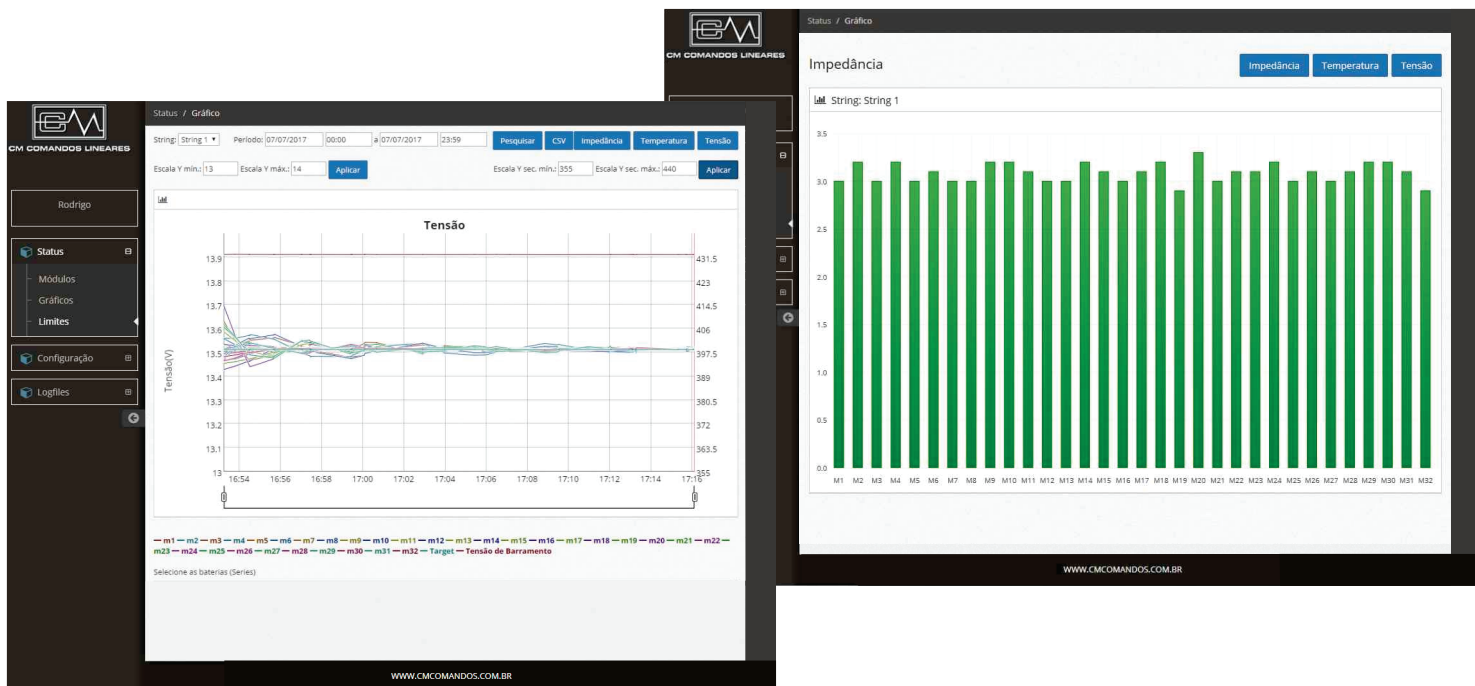 CM COMANDOS LINEARES
Rodrigo
Status
Módulos
Gráficos
Limites
Configuração
Logfiles
Status / Gráfico
String: String 1 Período: 07/07/2017 00:00 a 07/07/2017 23:59 Pesquisar CSV Impedância Temperatura Tensão
Escala Y mín.: 13 Escala Y máx.: 14 Aplicar Escala Y sec. mín.: 355 Escala Y sec. máx.: 440 Aplicar
Tensão
Tensão(V)
13.9 431.5
13.8 423
13.7 414.5
13.6 406
13.5 397.5
13.4 389
13.3 380.5
13.2 372
13.1 363.5
13 355
16:54 16:56 16:58 17:00 17:02 17:04 17:06 17:08 17:10 17:12 17:14 17:16
m1 m2 m3 m4 m5 m6 m7 m8 m9 m10 m11 m12 m13 m14 m15 m16 m17 m18 m19 m20 m21 m22
m23 m24 m25 m26 m27 m28 m29 m30 m31 m32 Target Tensão de Barramento
Selecione as baterias (Series)
WWW.CMCOMANDOS.COM.BR
CM COMANDOS LINEARES
Status / Gráfico
Impedância
Impedância Temperatura Tensão
String: String 1
3.5
3.0
2.5
2.0
1.5
1.0
0.5
0.0
M1 M2 M3 M4 M5 M6 M7 M8 M9 M10 M11 M12 M13 M14 M15 M16 M17 M18 M19 M20 M21 M22 M23 M24 M25 M26 M27 M28 M29 M30 M31 M32
WWW.CMCOMANDOS.COM.BR